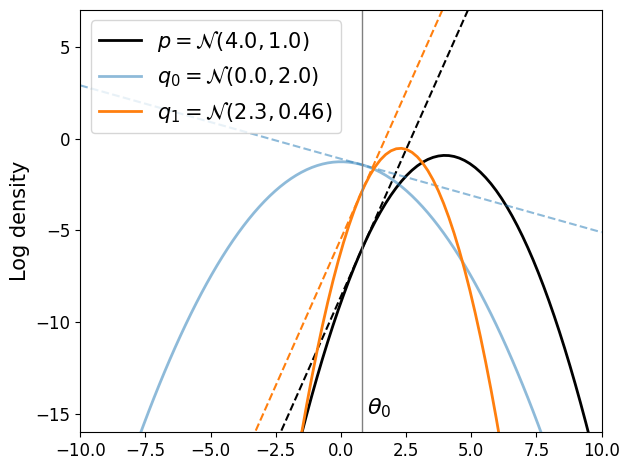 p = 𝒩(4.0, 1.0)
q₀ = 𝒩(0.0, 2.0)
q₁ = 𝒩(2.3, 0.46)
Log density
5
0
−5
−10
−15
θ₀
−10.0 −7.5 −5.0 −2.5 0.0 2.5 5.0 7.5 10.0